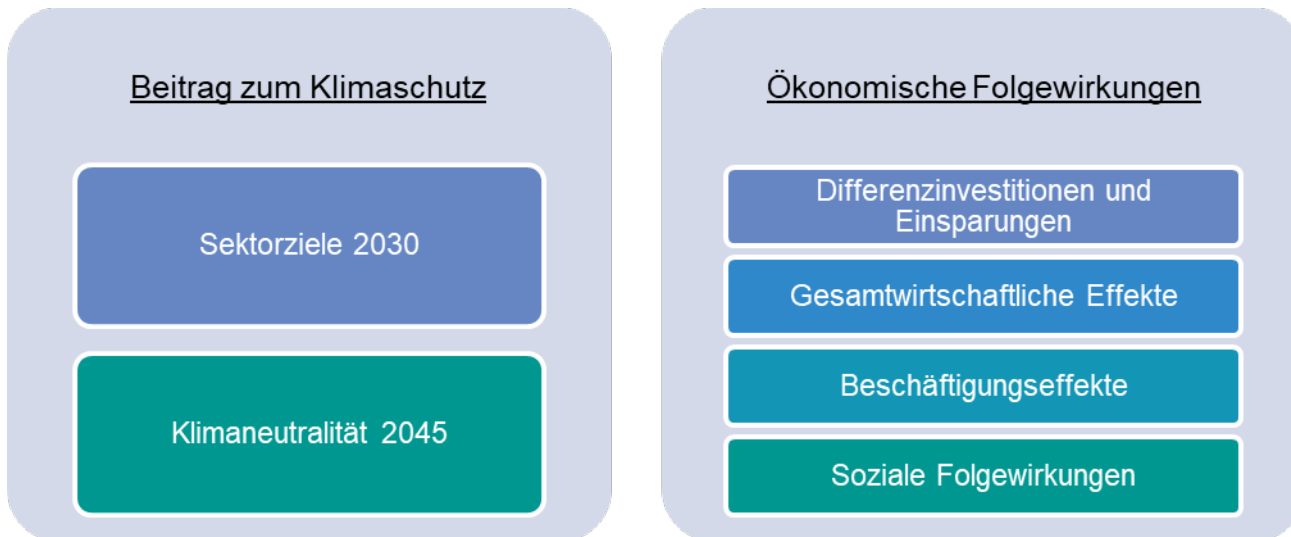 Beitrag zum Klimaschutz
Sektorziele 2030
Klimaneutralität 2045
Ökonomische Folgewirkungen
Differenzinvestitionen und
Einsparungen
Gesamtwirtschaftliche Effekte
Beschäftigungseffekte
Soziale Folgewirkungen